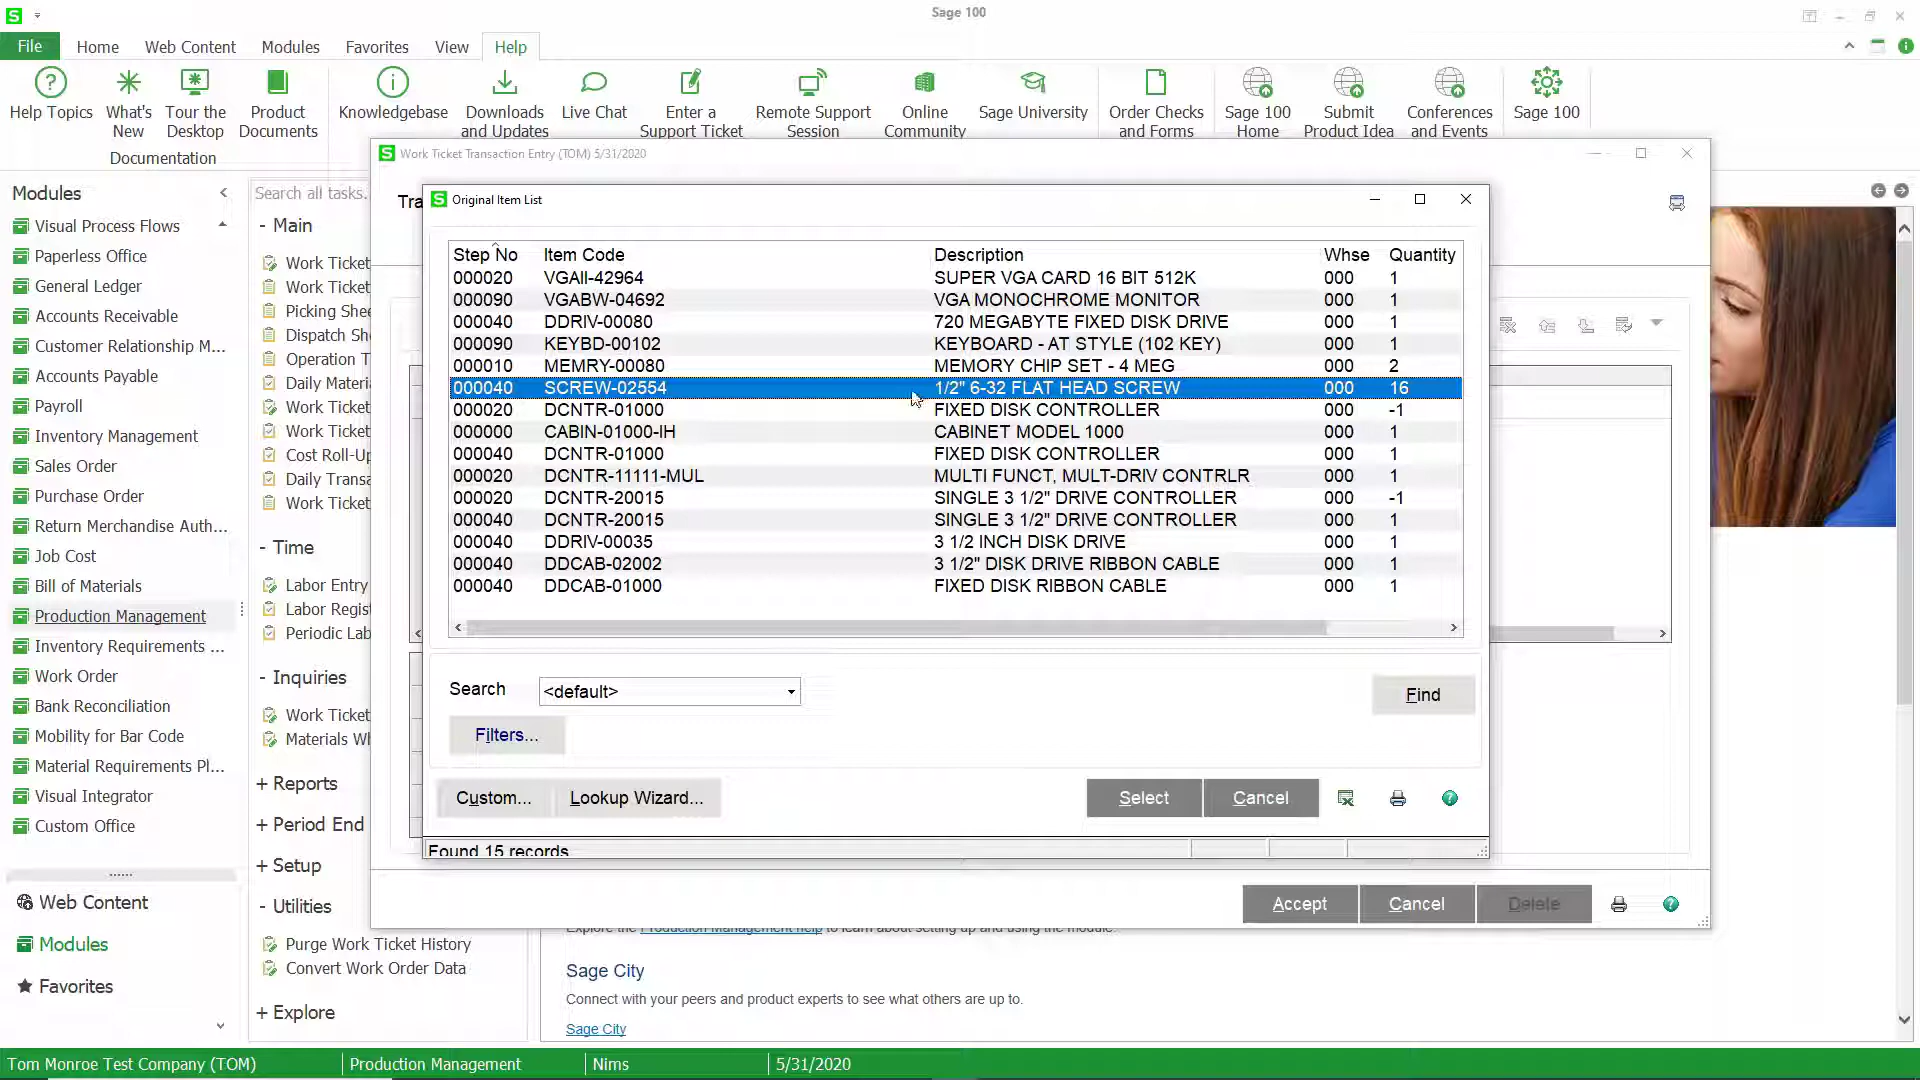 Sage 100
File Home Web Content Modules Favorites View Help
Help Topics
What's New
Tour the Desktop
Product Documents
Knowledgebase
Downloads and Updates
Live Chat
Enter a Support Ticket
Remote Support Session
Online Community
Sage University
Order Checks and Forms
Sage 100 Home
Submit Product Idea
Conferences and Events
Sage 100
Documentation
Modules
Visual Process Flows
Paperless Office
General Ledger
Accounts Receivable
Customer Relationship M...
Accounts Payable
Payroll
Inventory Management
Sales Order
Purchase Order
Return Merchandise Auth...
Job Cost
Bill of Materials
Production Management
Inventory Requirements ...
Work Order
Bank Reconciliation
Mobility for Bar Code
Material Requirements Pl...
Visual Integrator
Custom Office
Web Content
Modules
Favorites
Search all tasks.
- Main
Work Ticket
Work Ticket
Picking Shee
Dispatch She
Operation T
Daily Materi
Work Ticket
Work Ticket
Cost Roll-Up
Daily Transa
Work Ticket
- Time
Labor Entry
Labor Regist
Periodic Lab
- Inquiries
Work Ticket
Materials Wh
+ Reports
+ Period End
+ Setup
- Utilities
Purge Work Ticket History
Convert Work Order Data
+ Explore
S Work Ticket Transaction Entry (TOM) 5/31/2020
Tra
S Original Item List
Step No Item Code Description Whse Quantity
000020 VGAII-42964 SUPER VGA CARD 16 BIT 512K 000 1
000090 VGABW-04692 VGA MONOCHROME MONITOR 000 1
000040 DDRIV-00080 720 MEGABYTE FIXED DISK DRIVE 000 1
000090 KEYBD-00102 KEYBOARD - AT STYLE (102 KEY) 000 1
000010 MEMRY-00080 MEMORY CHIP SET - 4 MEG 000 2
000040 SCREW-02554 1/2" 6-32 FLAT HEAD SCREW 000 16
000020 DCNTR-01000 FIXED DISK CONTROLLER 000 -1
000000 CABIN-01000-IH CABINET MODEL 1000 000 1
000040 DCNTR-01000 FIXED DISK CONTROLLER 000 1
000020 DCNTR-11111-MUL MULTI FUNCT, MULT-DRIV CONTRLR 000 1
000020 DCNTR-20015 SINGLE 3 1/2" DRIVE CONTROLLER 000 -1
000040 DCNTR-20015 SINGLE 3 1/2" DRIVE CONTROLLER 000 1
000040 DDRIV-00035 3 1/2 INCH DISK DRIVE 000 1
000040 DDCAB-02002 3 1/2" DISK DRIVE RIBBON CABLE 000 1
000040 DDCAB-01000 FIXED DISK RIBBON CABLE 000 1
Search <default> Find
Filters...
Custom... Lookup Wizard... Select Cancel
Found 15 records
Accept Cancel Delete
Explore the Production Management help to learn about setting up and using the module.
Sage City
Connect with your peers and product experts to see what others are up to.
Sage City
Tom Monroe Test Company (TOM) Production Management Nims 5/31/2020